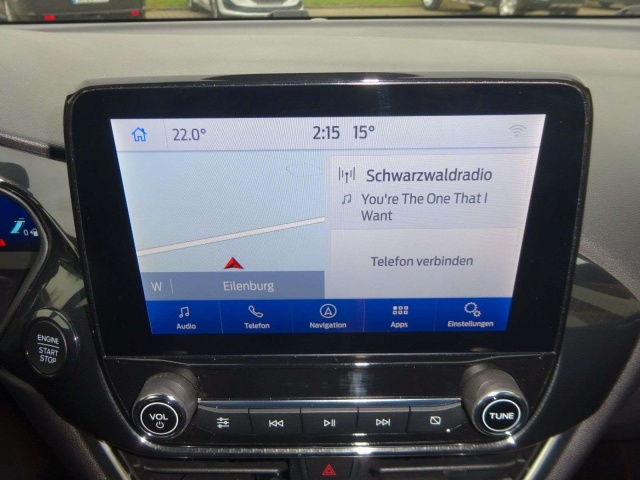 22.0°
2:15 15°
Schwarzwaldradio
You're The One That I
Want
Telefon verbinden
W
Eilenburg
Audio
Telefon
Navigation
Apps
Einstellungen
ENGINE
START
STOP
VOL
TUNE